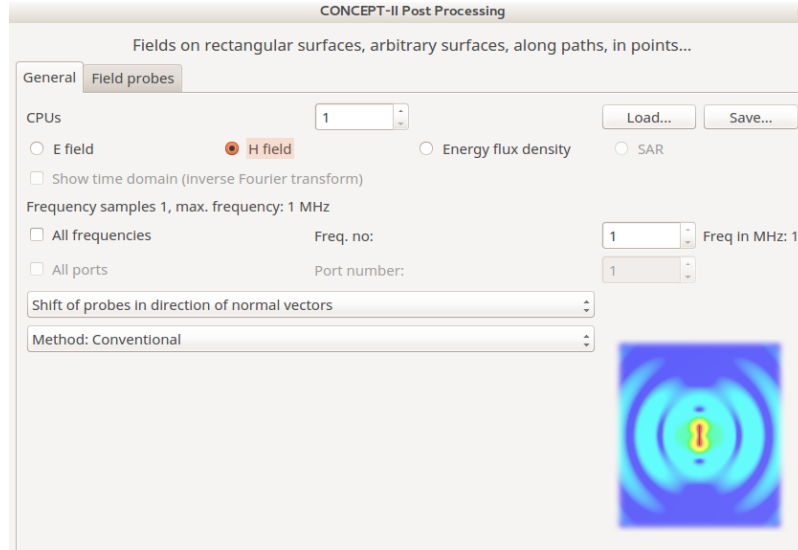 CONCEPT-II Post Processing
Fields on rectangular surfaces, arbitrary surfaces, along paths, in points...
General Field probes
CPUs 1 Load... Save...
E field H field Energy flux density SAR
Show time domain (inverse Fourier transform)
Frequency samples 1, max. frequency: 1 MHz
All frequencies Freq. no: 1 Freq in MHz: 1
All ports Port number: 1
Shift of probes in direction of normal vectors
Method: Conventional